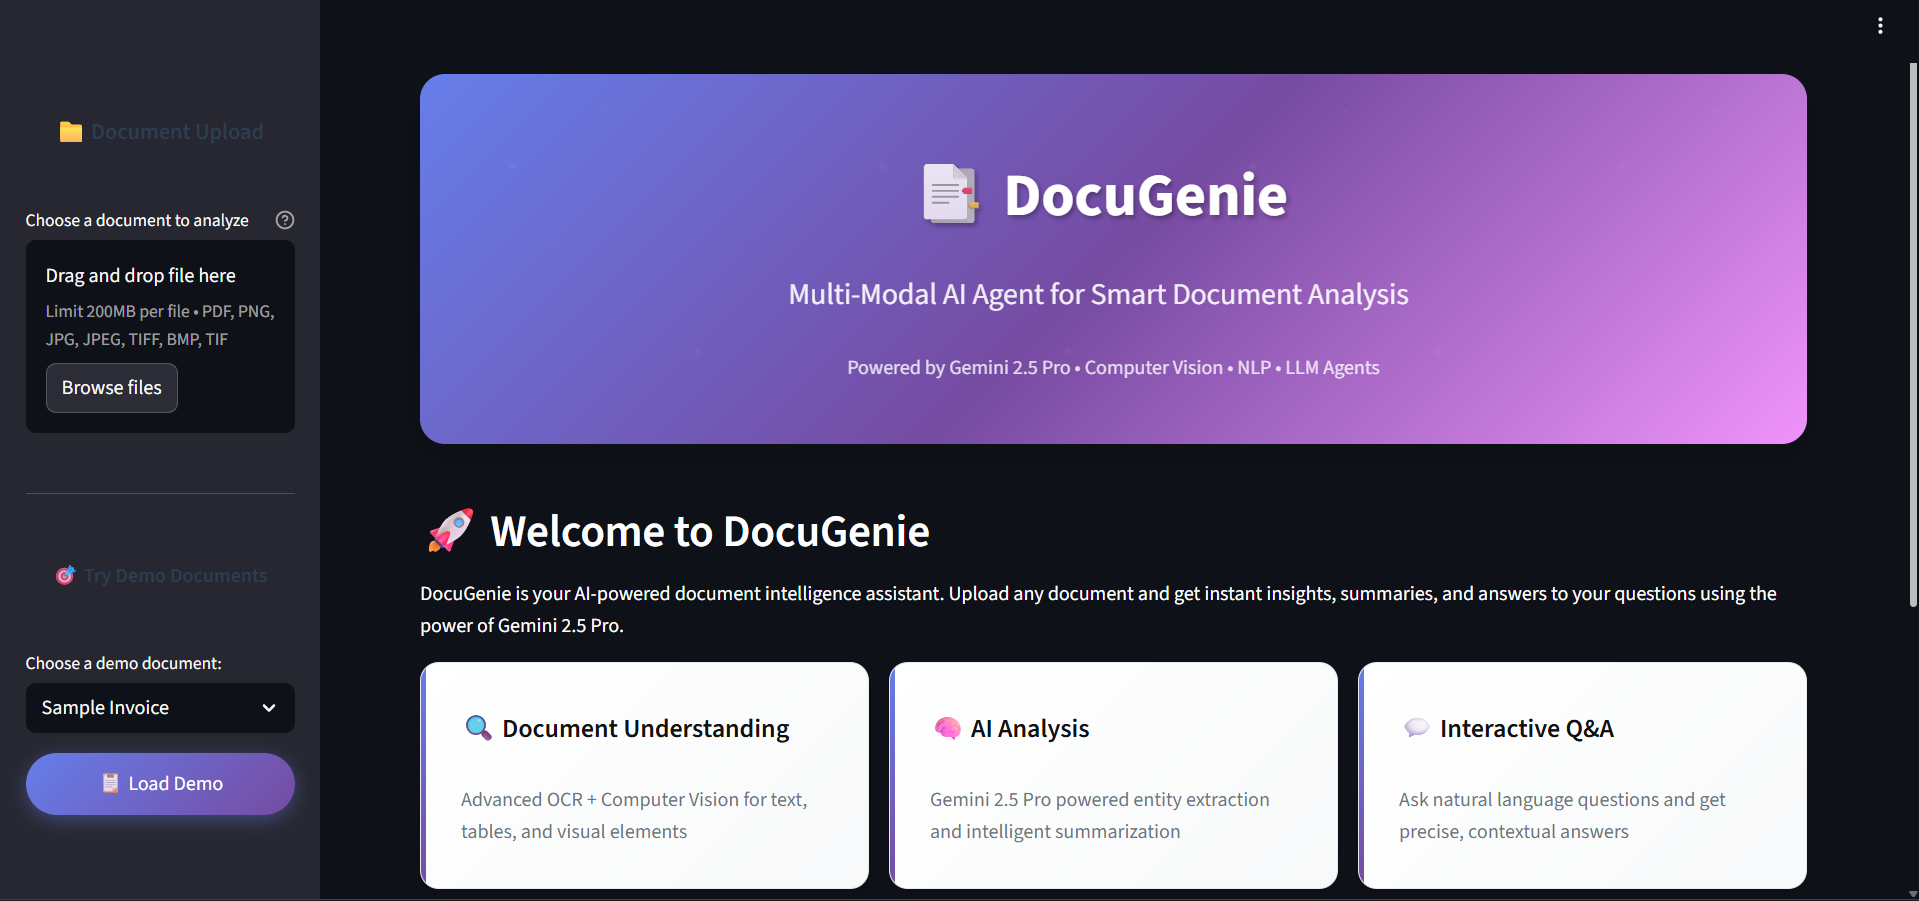 Document Upload
Choose a document to analyze
Drag and drop file here
Limit 200MB per file • PDF, PNG,
JPG, JPEG, TIFF, BMP, TIF
Browse files
Try Demo Documents
Choose a demo document:
Sample Invoice
Load Demo
DocuGenie
Multi-Modal AI Agent for Smart Document Analysis
Powered by Gemini 2.5 Pro • Computer Vision • NLP • LLM Agents
Welcome to DocuGenie
DocuGenie is your AI-powered document intelligence assistant. Upload any document and get instant insights, summaries, and answers to your questions using the
power of Gemini 2.5 Pro.
Document Understanding
Advanced OCR + Computer Vision for text,
tables, and visual elements
AI Analysis
Gemini 2.5 Pro powered entity extraction
and intelligent summarization
Interactive Q&A
Ask natural language questions and get
precise, contextual answers